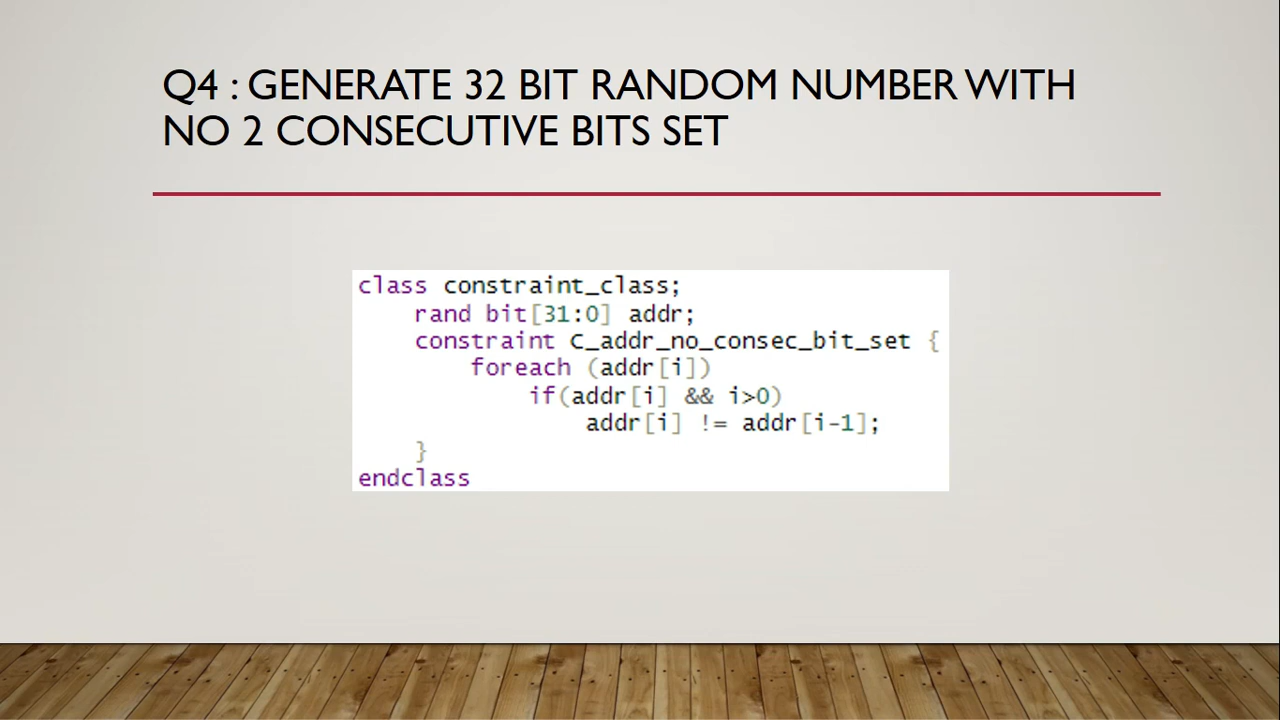 Q4 : GENERATE 32 BIT RANDOM NUMBER WITH
NO 2 CONSECUTIVE BITS SET
class constraint_class;
    rand bit[31:0] addr;
    constraint C_addr_no_consec_bit_set {
        foreach (addr[i])
            if(addr[i] && i>0)
                addr[i] != addr[i-1];
    }
endclass